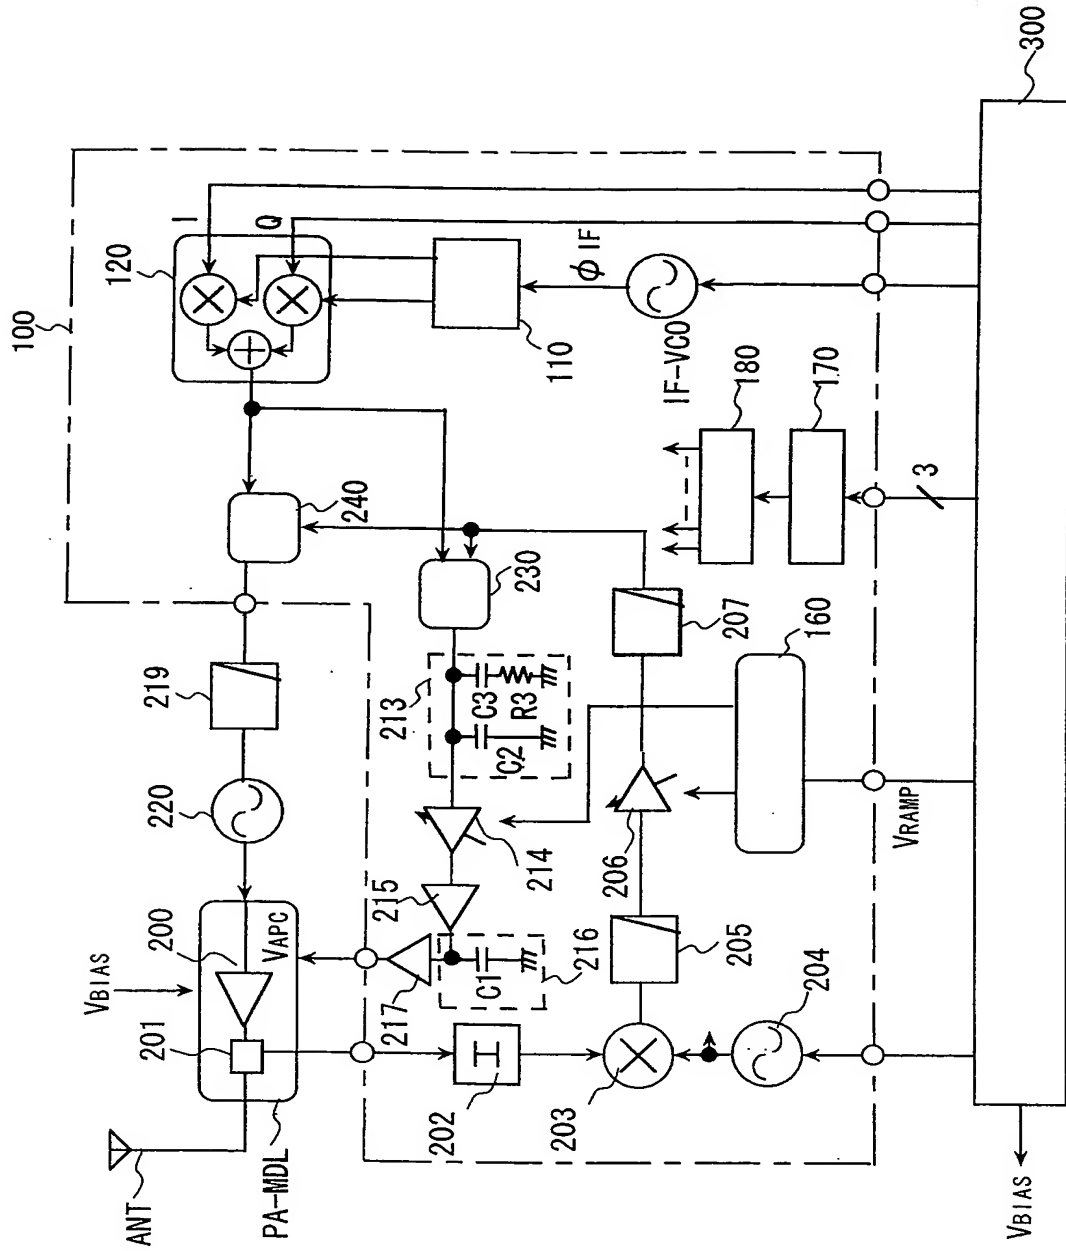 100
120
I
Q
110
ϕIF
IF-VCO
180
170
3
300
240
230
207
160
VRAMP
219
213
C3
R3
C2
220
214
206
215
216
205
VBIAS
200
VAPC
201
217
C1
202
203
204
ANT
PA-MDL
VBIAS